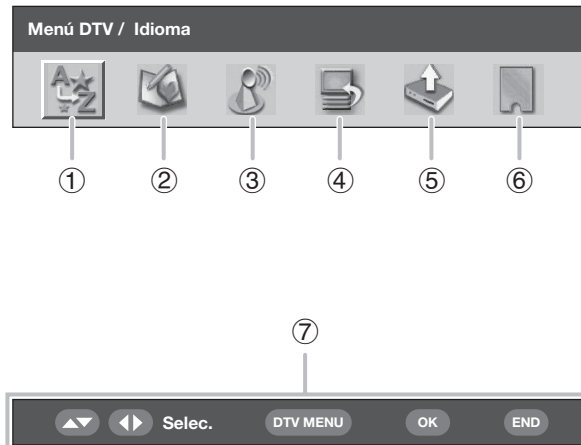 Menú DTV / Idioma
A Z
① ② ③ ④ ⑤ ⑥
⑦
Selec. DTV MENU OK END